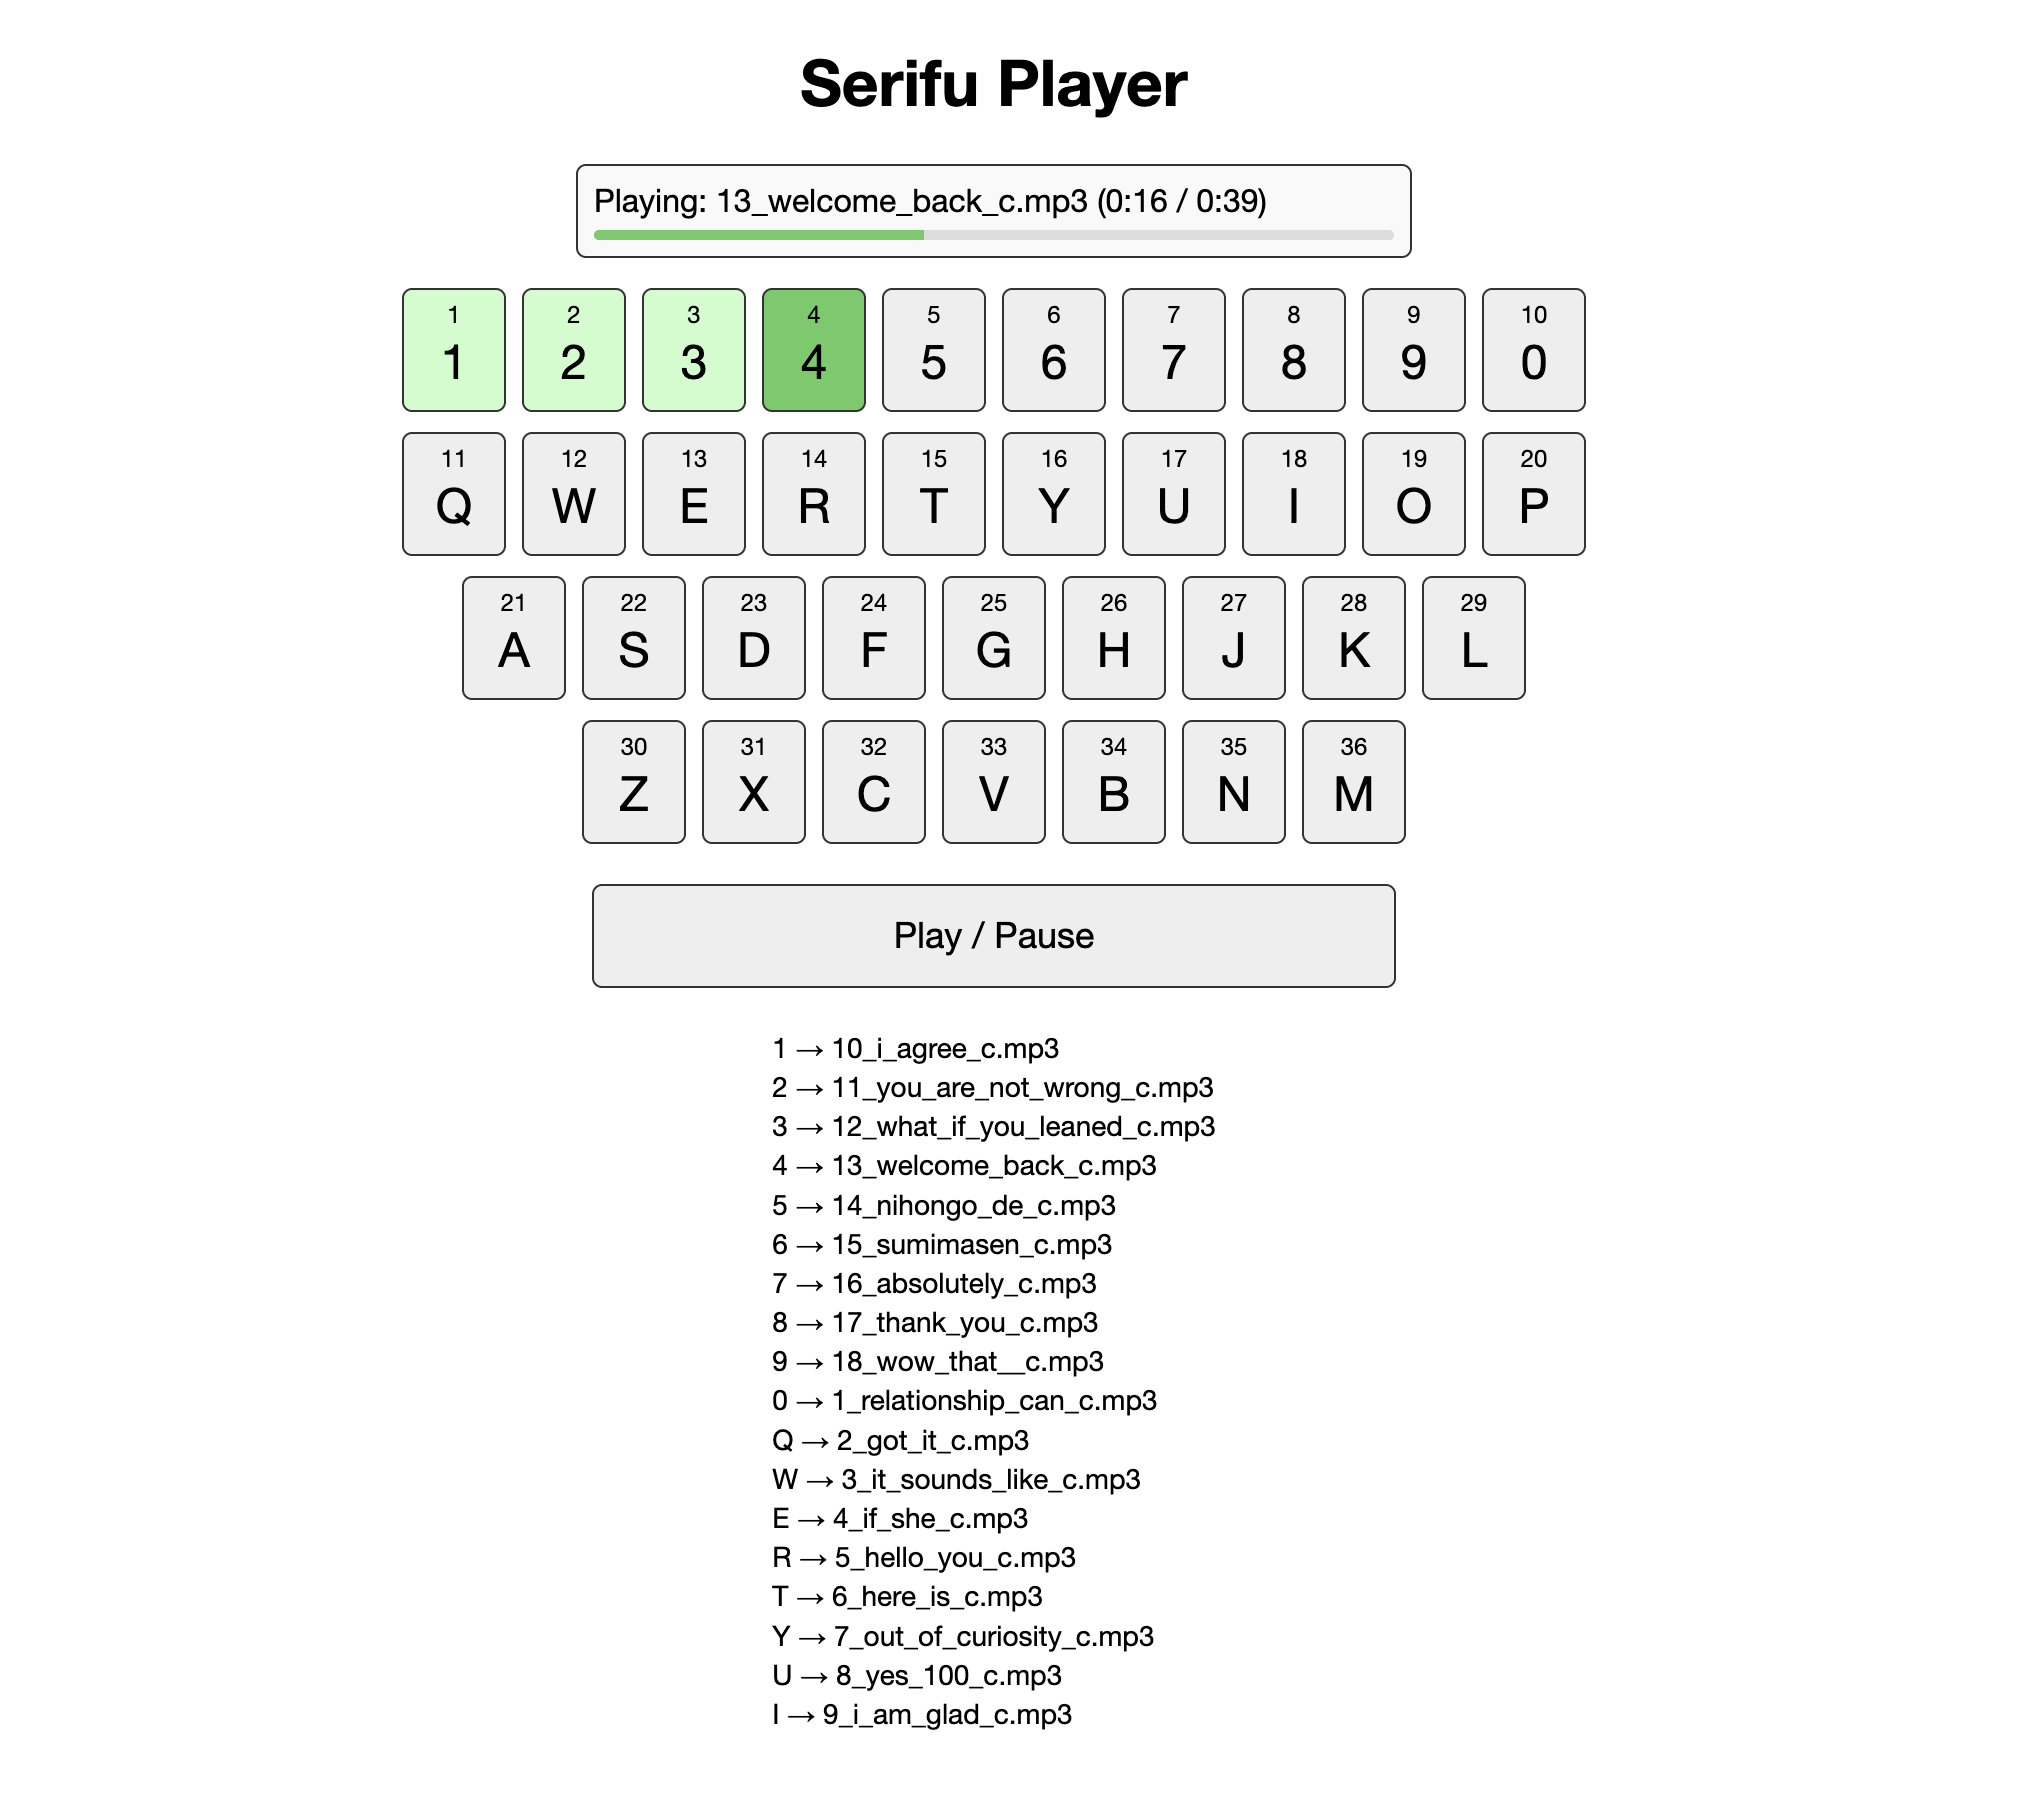 Serifu Player
Playing: 13_welcome_back_c.mp3 (0:16 / 0:39)
1 2 3 4 5 6 7 8 9 10
1 2 3 4 5 6 7 8 9 0
11 12 13 14 15 16 17 18 19 20
Q W E R T Y U I O P
21 22 23 24 25 26 27 28 29
A S D F G H J K L
30 31 32 33 34 35 36
Z X C V B N M
Play / Pause
1 → 10_i_agree_c.mp3
2 → 11_you_are_not_wrong_c.mp3
3 → 12_what_if_you_leaned_c.mp3
4 → 13_welcome_back_c.mp3
5 → 14_nihongo_de_c.mp3
6 → 15_sumimasen_c.mp3
7 → 16_absolutely_c.mp3
8 → 17_thank_you_c.mp3
9 → 18_wow_that__c.mp3
0 → 1_relationship_can_c.mp3
Q → 2_got_it_c.mp3
W → 3_it_sounds_like_c.mp3
E → 4_if_she_c.mp3
R → 5_hello_you_c.mp3
T → 6_here_is_c.mp3
Y → 7_out_of_curiosity_c.mp3
U → 8_yes_100_c.mp3
I → 9_i_am_glad_c.mp3